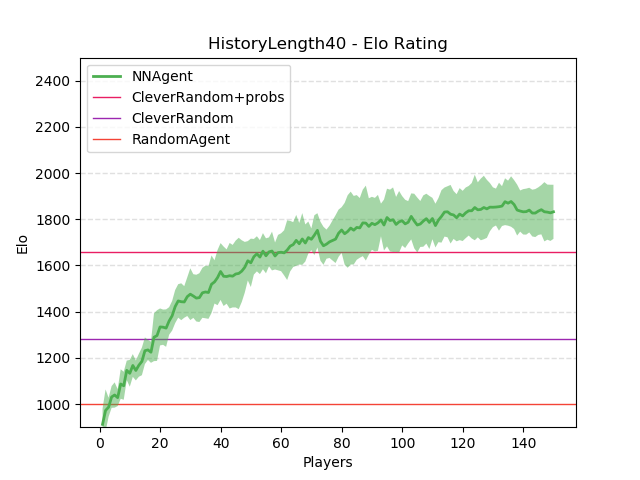 HistoryLength40 - Elo Rating
NNAgent
CleverRandom+probs
CleverRandom
RandomAgent
Elo
2400
2200
2000
1800
1600
1400
1200
1000
0 20 40 60 80 100 120 140
Players